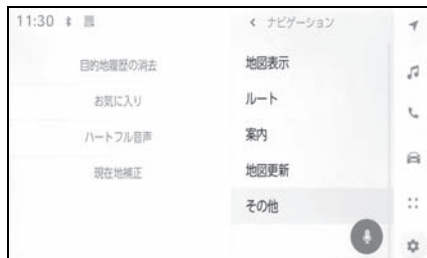 11:30
目的地履歴の消去
お気に入り
ハートフル音声
現在地補正
ナビゲーション
地図表示
ルート
案内
地図更新
その他